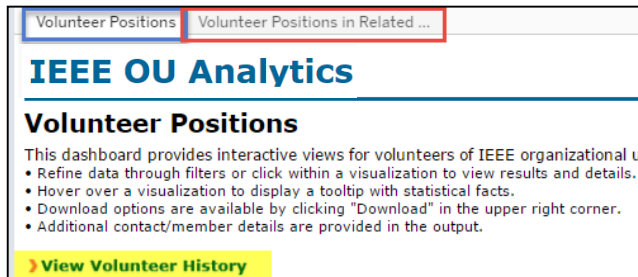 Volunteer Positions Volunteer Positions in Related ...
IEEE OU Analytics
Volunteer Positions
This dashboard provides interactive views for volunteers of IEEE organizational
• Refine data through filters or click within a visualization to view results and details.
• Hover over a visualization to display a tooltip with statistical facts.
• Download options are available by clicking "Download" in the upper right corner.
• Additional contact/member details are provided in the output.
❯View Volunteer History